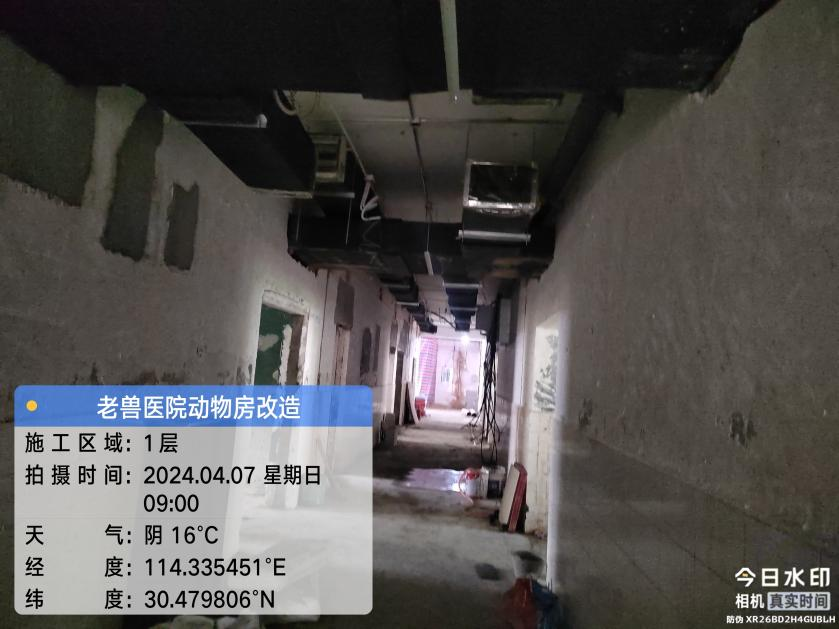 老兽医院动物房改造
施工区域：1层
拍摄时间：2024.04.07 星期日
09:00
天气：阴 16°C
经度：114.335451°E
纬度：30.479806°N
今日水印
相机 真实时间
防伪 XR26BD2H4GUBLH